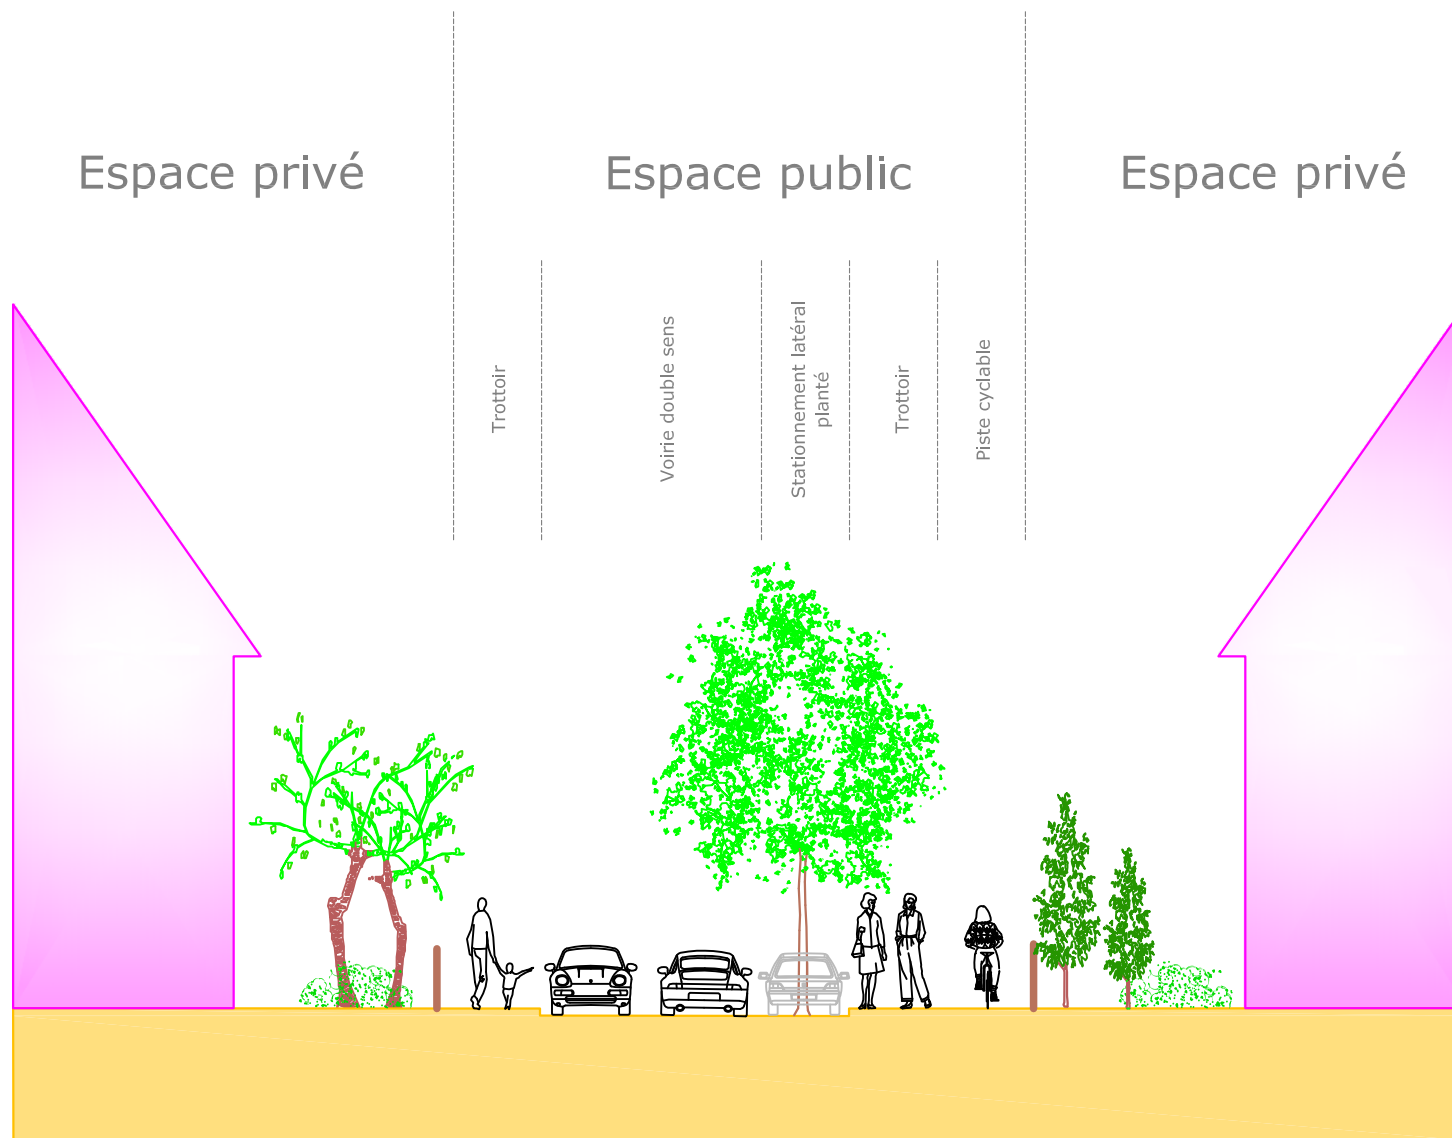 Espace privé
Espace public
Espace privé
Trottoir
Voirie double sens
Stationnement latéral
planté
Trottoir
Piste cyclable